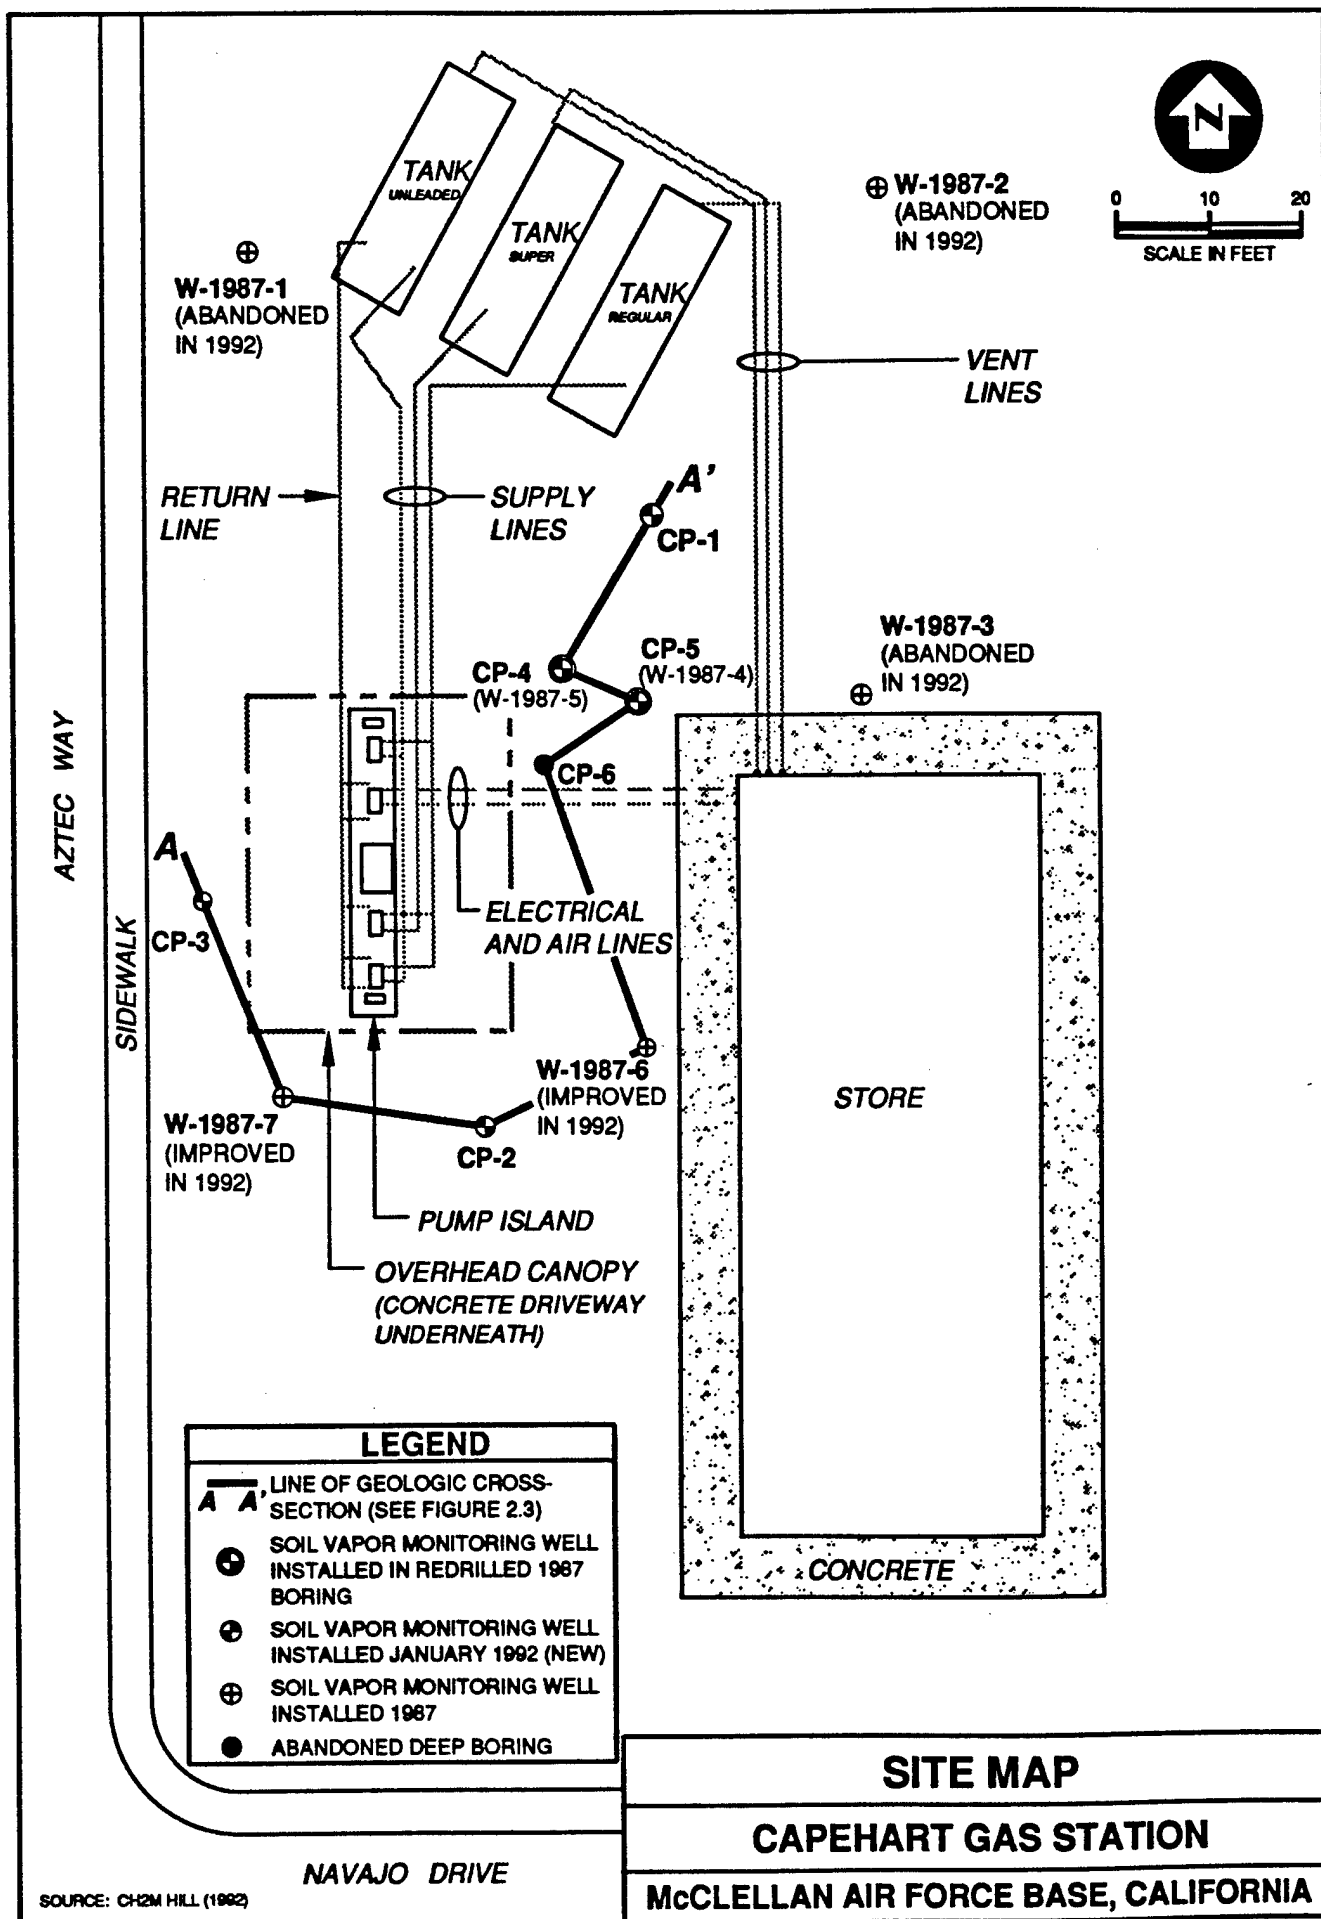 TANK
UNLEADED
TANK
SUPER
TANK
REGULAR
N
W-1987-2
(ABANDONED
IN 1992)
0 10 20
SCALE IN FEET
W-1987-1
(ABANDONED
IN 1992)
VENT
LINES
RETURN
LINE
SUPPLY
LINES
A'
CP-1
W-1987-3
(ABANDONED
IN 1992)
CP-5
(W-1987-4)
CP-4
(W-1987-5)
CP-6
AZTEC WAY
SIDEWALK
A
CP-3
ELECTRICAL
AND AIR LINES
W-1987-6
(IMPROVED
IN 1992)
W-1987-7
(IMPROVED
IN 1992)
CP-2
STORE
PUMP ISLAND
OVERHEAD CANOPY
(CONCRETE DRIVEWAY
UNDERNEATH)
CONCRETE
LEGEND
A A' LINE OF GEOLOGIC CROSS-
SECTION (SEE FIGURE 2.3)
SOIL VAPOR MONITORING WELL
INSTALLED IN REDRILLED 1987
BORING
SOIL VAPOR MONITORING WELL
INSTALLED JANUARY 1992 (NEW)
SOIL VAPOR MONITORING WELL
INSTALLED 1987
ABANDONED DEEP BORING
NAVAJO DRIVE
SOURCE: CH2M HILL (1992)
SITE MAP
CAPEHART GAS STATION
McCLELLAN AIR FORCE BASE, CALIFORNIA